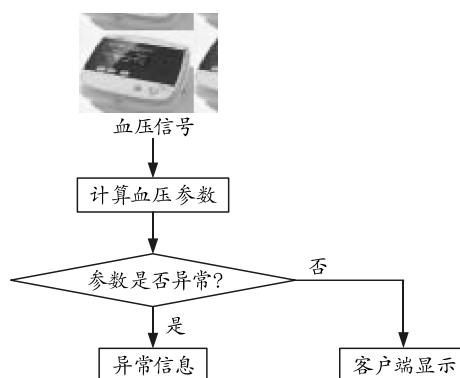 血压信号
计算血压参数
参数是否异常?
否
是
异常信息
客户端显示